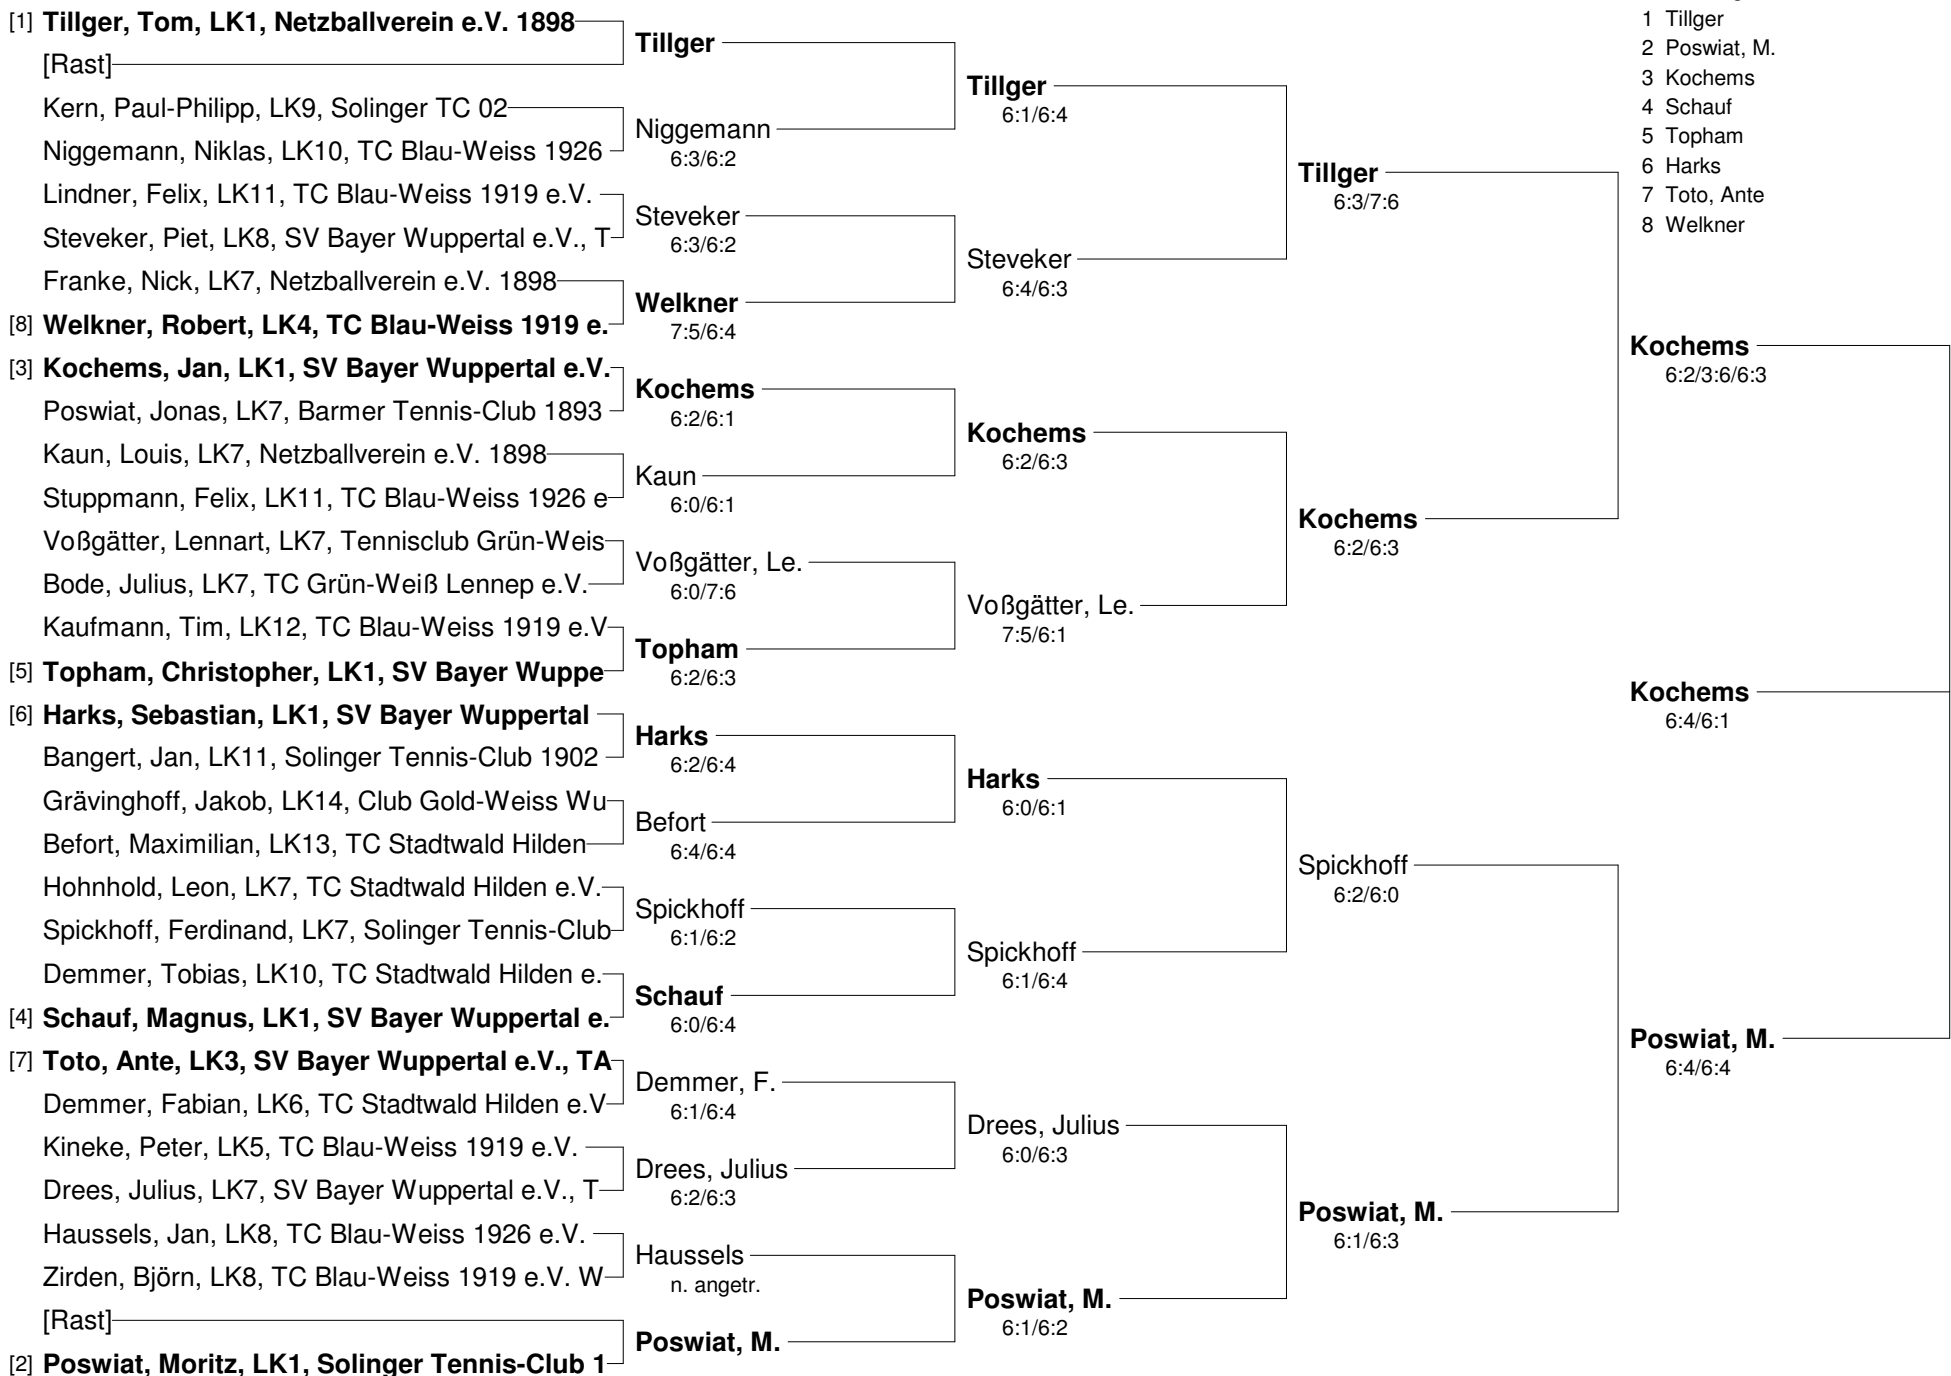 [1] Tillger, Tom, LK1, Netzballverein e.V. 1898
[Rast]
Kern, Paul-Philipp, LK9, Solinger TC 02
Niggemann, Niklas, LK10, TC Blau-Weiss 1926
Lindner, Felix, LK11, TC Blau-Weiss 1919 e.V.
Steveker, Piet, LK8, SV Bayer Wuppertal e.V., T
Franke, Nick, LK7, Netzballverein e.V. 1898
[8] Welkner, Robert, LK4, TC Blau-Weiss 1919 e.
[3] Kochems, Jan, LK1, SV Bayer Wuppertal e.V.
Poswiat, Jonas, LK7, Barmer Tennis-Club 1893
Kaun, Louis, LK7, Netzballverein e.V. 1898
Stuppmann, Felix, LK11, TC Blau-Weiss 1926 e
Voßgätter, Lennart, LK7, Tennisclub Grün-Weis
Bode, Julius, LK7, TC Grün-Weiß Lennep e.V.
Kaufmann, Tim, LK12, TC Blau-Weiss 1919 e.V
[5] Topham, Christopher, LK1, SV Bayer Wuppe
[6] Harks, Sebastian, LK1, SV Bayer Wuppertal
Bangert, Jan, LK11, Solinger Tennis-Club 1902
Grävinghoff, Jakob, LK14, Club Gold-Weiss Wu
Befort, Maximilian, LK13, TC Stadtwald Hilden
Hohnhold, Leon, LK7, TC Stadtwald Hilden e.V.
Spickhoff, Ferdinand, LK7, Solinger Tennis-Club
Demmer, Tobias, LK10, TC Stadtwald Hilden e.
[4] Schauf, Magnus, LK1, SV Bayer Wuppertal e.
[7] Toto, Ante, LK3, SV Bayer Wuppertal e.V., TA
Demmer, Fabian, LK6, TC Stadtwald Hilden e.V
Kineke, Peter, LK5, TC Blau-Weiss 1919 e.V.
Drees, Julius, LK7, SV Bayer Wuppertal e.V., T
Haussels, Jan, LK8, TC Blau-Weiss 1926 e.V.
Zirden, Björn, LK8, TC Blau-Weiss 1919 e.V. W
[Rast]
[2] Poswiat, Moritz, LK1, Solinger Tennis-Club 1
Tillger
Niggemann
6:3/6:2
Steveker
6:3/6:2
Welkner
7:5/6:4
Kochems
6:2/6:1
Kaun
6:0/6:1
Voßgätter, Le.
6:0/7:6
Topham
6:2/6:3
Harks
6:2/6:4
Befort
6:4/6:4
Spickhoff
6:1/6:2
Schauf
6:0/6:4
Demmer, F.
6:1/6:4
Drees, Julius
6:2/6:3
Haussels
n. angetr.
Poswiat, M.
Tillger
6:1/6:4
Steveker
6:4/6:3
Kochems
6:2/6:3
Voßgätter, Le.
7:5/6:1
Harks
6:0/6:1
Spickhoff
6:1/6:4
Drees, Julius
6:0/6:3
Poswiat, M.
6:1/6:2
Tillger
6:3/7:6
Kochems
6:2/6:3
Spickhoff
6:2/6:0
Poswiat, M.
6:1/6:3
1 Tillger
2 Poswiat, M.
3 Kochems
4 Schauf
5 Topham
6 Harks
7 Toto, Ante
8 Welkner
Kochems
6:2/3:6/6:3
Kochems
6:4/6:1
Poswiat, M.
6:4/6:4